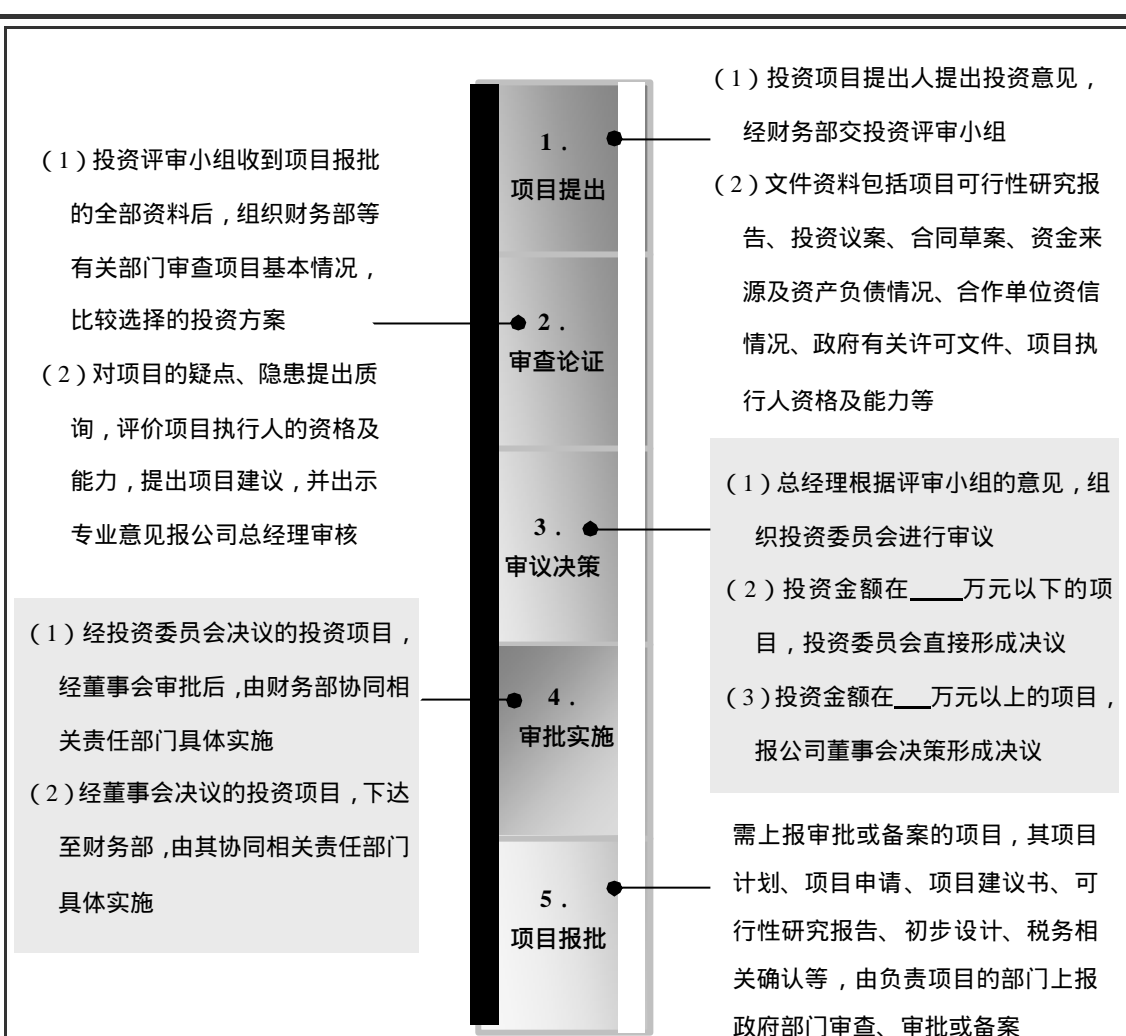 1．
项目提出
（1）投资项目提出人提出投资意见，
经财务部交投资评审小组
（2）文件资料包括项目可行性研究报
告、投资议案、合同草案、资金来
源及资产负债情况、合作单位资信
情况、政府有关许可文件、项目执
行人资格及能力等
2．
审查论证
（1）投资评审小组收到项目报批
的全部资料后，组织财务部等
有关部门审查项目基本情况，
比较选择的投资方案
（2）对项目的疑点、隐患提出质
询，评价项目执行人的资格及
能力，提出项目建议，并出示
专业意见报公司总经理审核
3．
审议决策
（1）总经理根据评审小组的意见，组
织投资委员会进行审议
（2）投资金额在____万元以下的项
目，投资委员会直接形成决议
（3）投资金额在___万元以上的项目，
报公司董事会决策形成决议
4．
审批实施
（1）经投资委员会决议的投资项目，
经董事会审批后，由财务部协同相
关责任部门具体实施
（2）经董事会决议的投资项目，下达
至财务部，由其协同相关责任部门
具体实施
5．
项目报批
需上报审批或备案的项目，其项目
计划、项目申请、项目建议书、可
行性研究报告、初步设计、税务相
关确认等，由负责项目的部门上报
政府部门审查、审批或备案